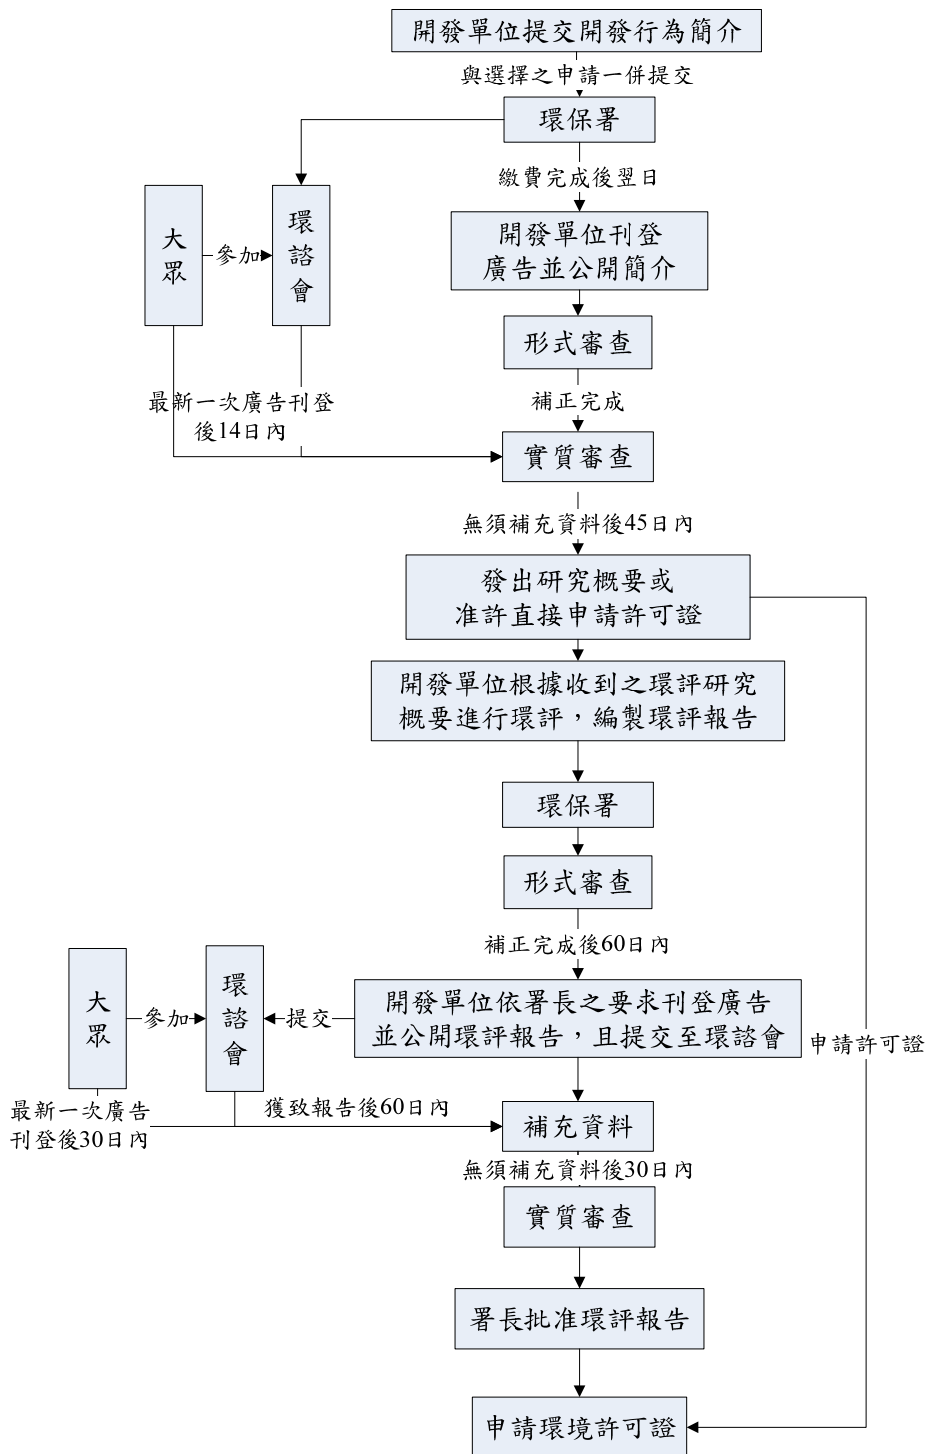 開發單位提交開發行為簡介
與選擇之申請一併提交
環保署
繳費完成後翌日
開發單位刊登
廣告並公開簡介
大眾
參加
環諮會
形式審查
最新一次廣告刊登
後14日內
補正完成
實質審查
無須補充資料後45日內
發出研究概要或
准許直接申請許可證
開發單位根據收到之環評研究
概要進行環評，編製環評報告
環保署
形式審查
補正完成後60日內
大眾
參加
環諮會
提交
開發單位依署長之要求刊登廣告
並公開環評報告，且提交至環諮會
申請許可證
最新一次廣告
刊登後30日內
獲致報告後60日內
補充資料
無須補充資料後30日內
實質審查
署長批准環評報告
申請環境許可證